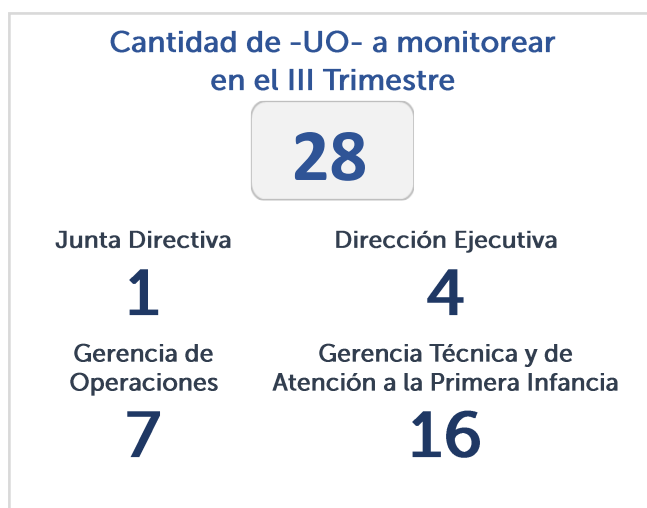 Cantidad de -UO- a monitorear
en el III Trimestre
28
Junta Directiva
1
Dirección Ejecutiva
4
Gerencia de
Operaciones
7
Gerencia Técnica y de
Atención a la Primera Infancia
16